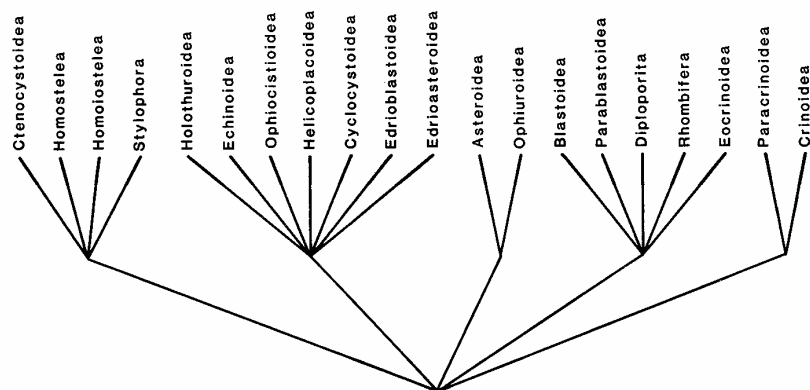 Ctenocystoidea
Homostelea
Homoiostelea
Stylophora
Holothuroidea
Echinoidea
Ophiocistioidea
Helicoplacoidea
Cyclocystoidea
Edrioblastoidea
Edrioasteroidea
Asteroidea
Ophiuroidea
Blastoidea
Parablastoidea
Diploporita
Rhombifera
Eocrinoidea
Paracrinoidea
Crinoidea